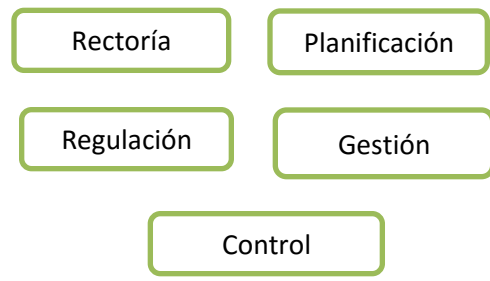 Rectoría
Planificación
Regulación
Gestión
Control